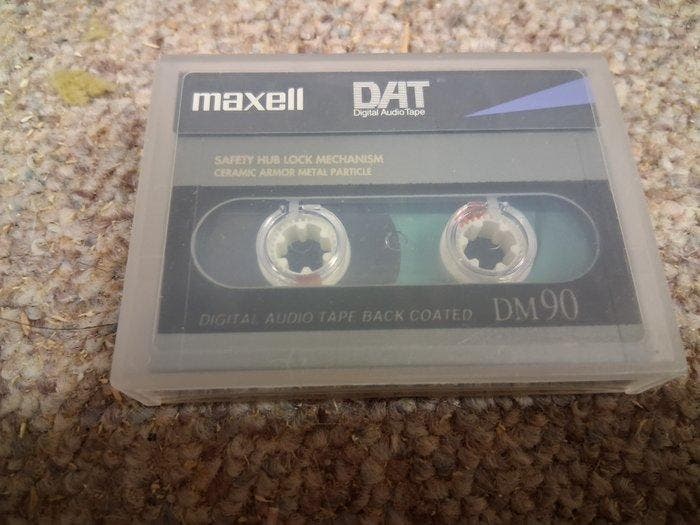 maxell DAT
Digital Audio Tape
SAFETY HUB LOCK MECHANISM
CERAMIC ARMOR METAL PARTICLE
DIGITAL AUDIO TAPE BACK COATED DM90